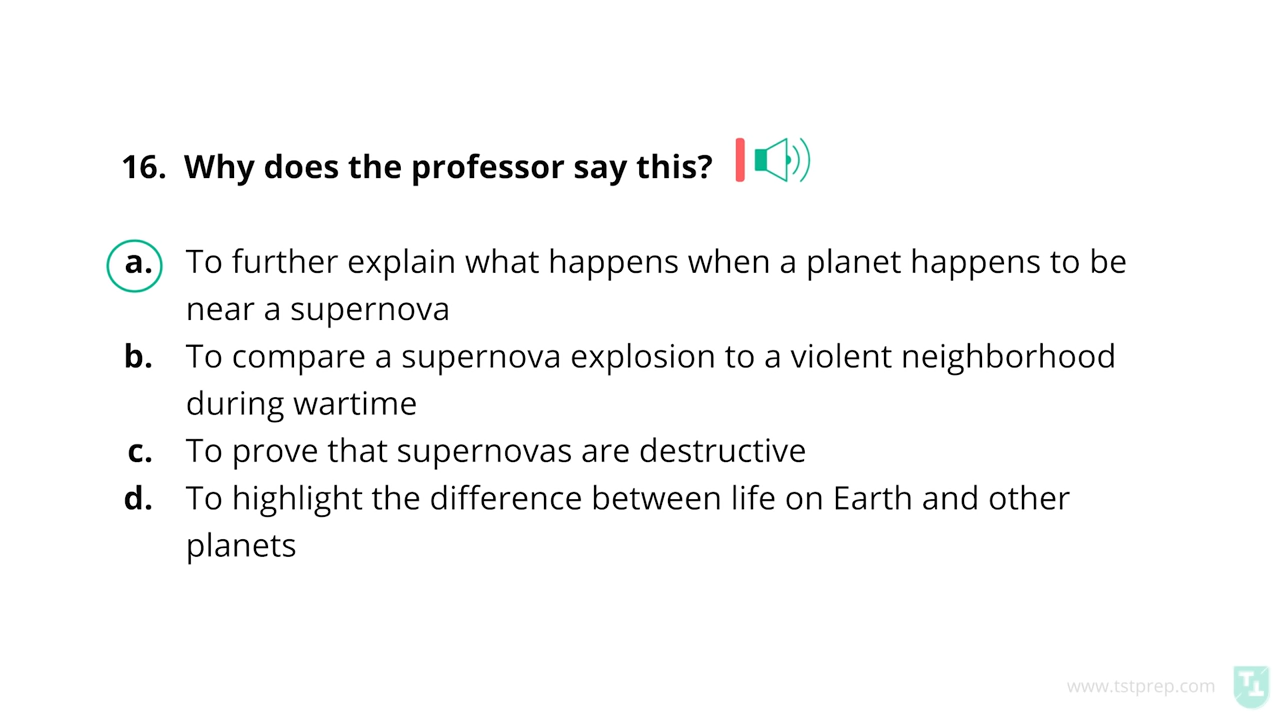 16. Why does the professor say this?
a. To further explain what happens when a planet happens to be
near a supernova
b. To compare a supernova explosion to a violent neighborhood
during wartime
c. To prove that supernovas are destructive
d. To highlight the difference between life on Earth and other
planets
www.tstprep.com